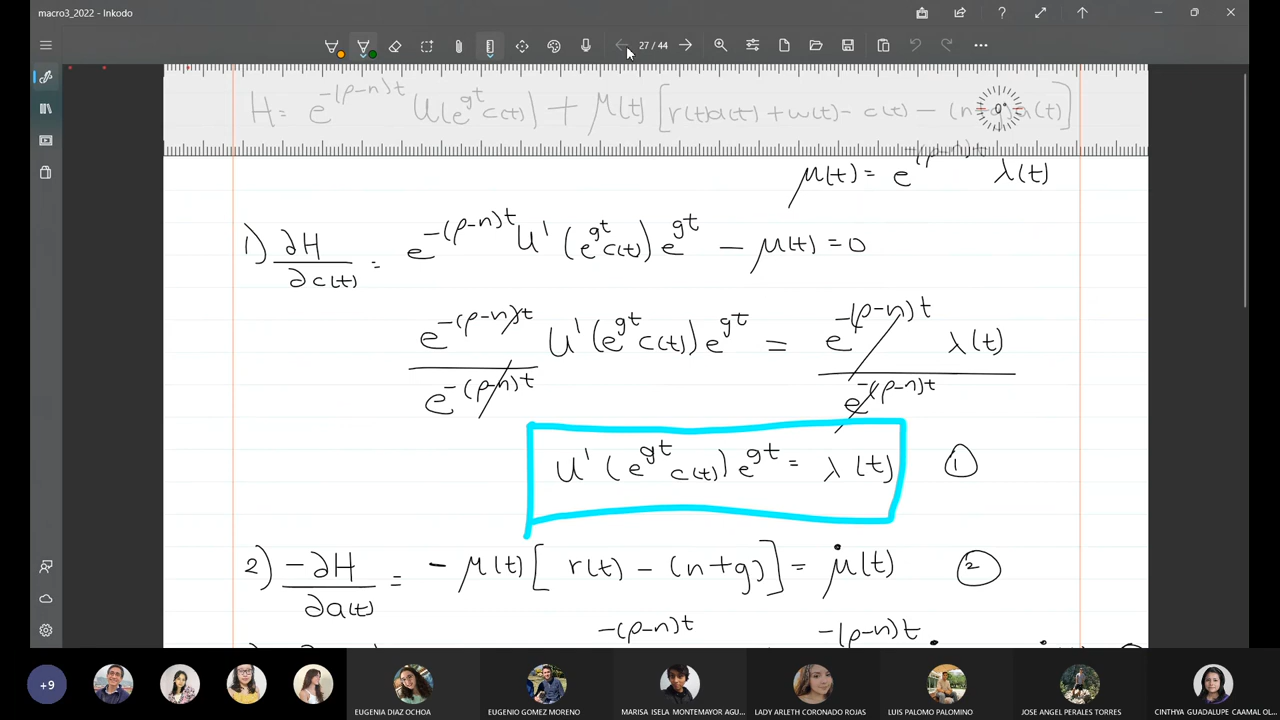 macro3_2022 - Inkodo
27 / 44
H = e^{-(ρ-n)t} U(e^{gt} c(t)) + μ(t) [r(t)a(t) + w(t) - c(t) - (n+g)a(t)]
0°
μ(t) = e^{-(ρ-n)t} λ(t)
1) ∂H/∂c(t) = e^{-(ρ-n)t} U'(e^{gt} c(t)) e^{gt} - μ(t) = 0
e^{-(ρ-n)t}/e^{-(ρ-n)t} U'(e^{gt} c(t)) e^{gt} = e^{-(ρ-n)t} λ(t)/e^{-(ρ-n)t}
U'(e^{gt} c(t)) e^{gt} = λ(t) ①
2) -∂H/∂a(t) = -μ(t) [r(t) - (n+g)] = μ̇(t) ②
-(ρ-n)t -(ρ-n)t
+9
EUGENIA DIAZ OCHOA
EUGENIO GOMEZ MORENO
MARISA ISELA MONTEMAYOR AGU...
LADY ARLETH CORONADO ROJAS
LUIS PALOMO PALOMINO
JOSE ANGEL PERALES TORRES
CINTHYA GUADALUPE CAAMAL OL...